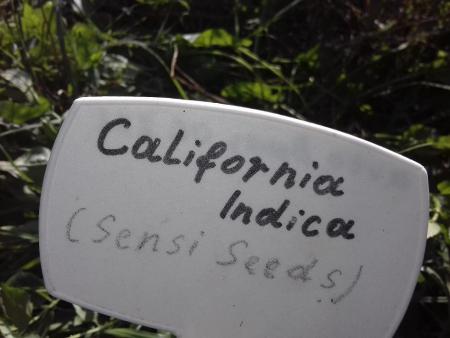 California
Indica
(Sensi Seeds)